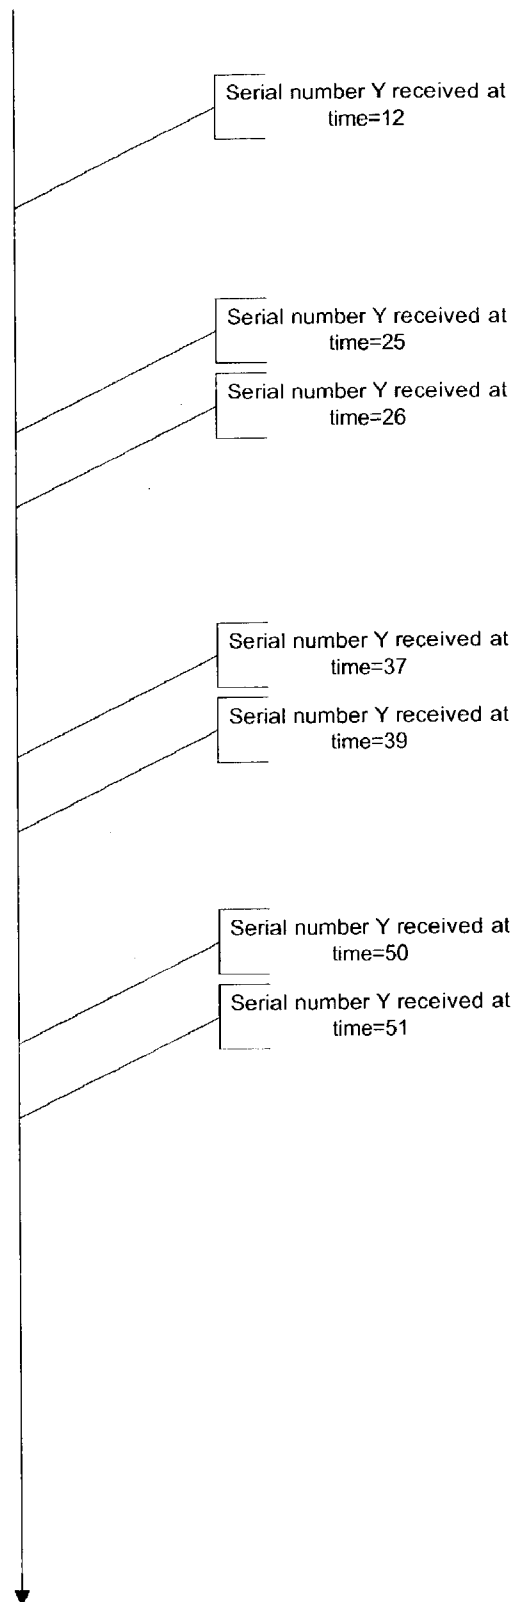 Serial number Y received at
time=12
Serial number Y received at
time=25
Serial number Y received at
time=26
Serial number Y received at
time=37
Serial number Y received at
time=39
Serial number Y received at
time=50
Serial number Y received at
time=51